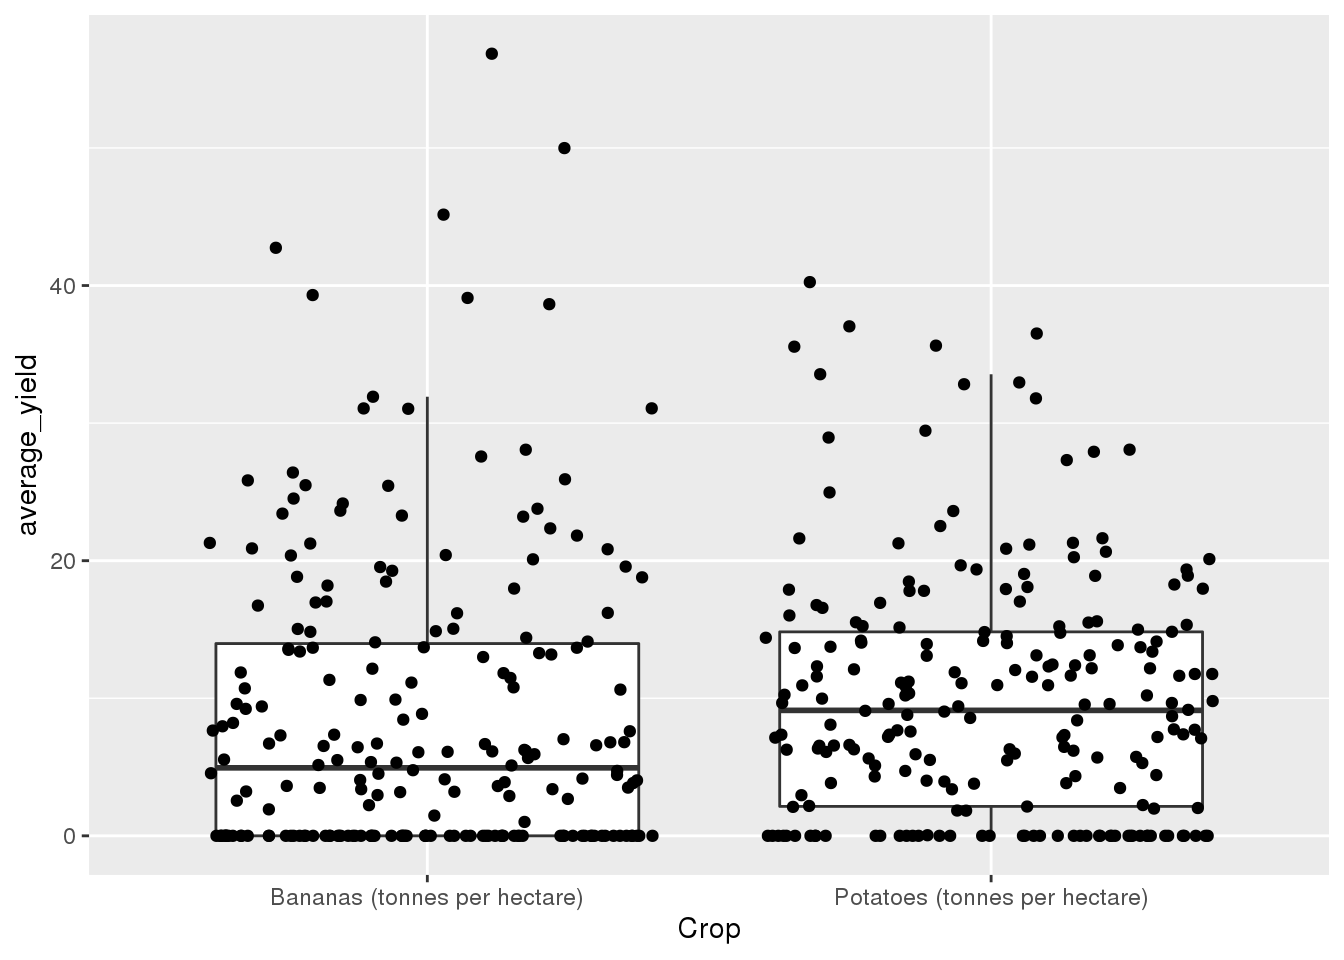 average_yield
40
20
0
Bananas (tonnes per hectare)
Potatoes (tonnes per hectare)
Crop